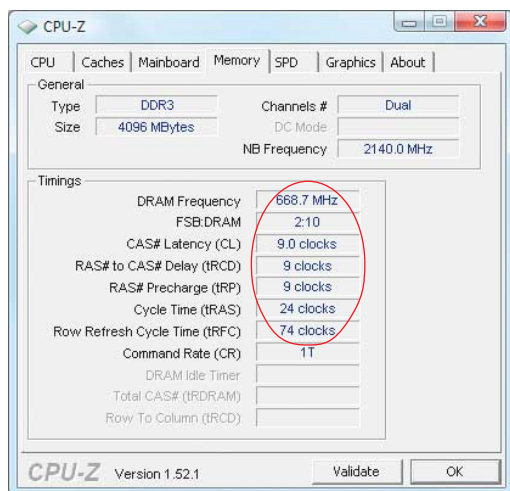 CPU-Z
CPU Caches Mainboard Memory SPD Graphics About
General
Type DDR3 Channels # Dual
Size 4096 MBytes DC Mode
NB Frequency 2140.0 MHz
Timings
DRAM Frequency 668.7 MHz
FSB:DRAM 2:10
CAS# Latency (CL) 9.0 clocks
RAS# to CAS# Delay (tRCD) 9 clocks
RAS# Precharge (tRP) 9 clocks
Cycle Time (tRAS) 24 clocks
Row Refresh Cycle Time (tRFC) 74 clocks
Command Rate (CR) 1T
DRAM Idle Timer
Total CAS# (tRDRAM)
Row To Column (tRCD)
CPU-Z Version 1.52.1 Validate OK